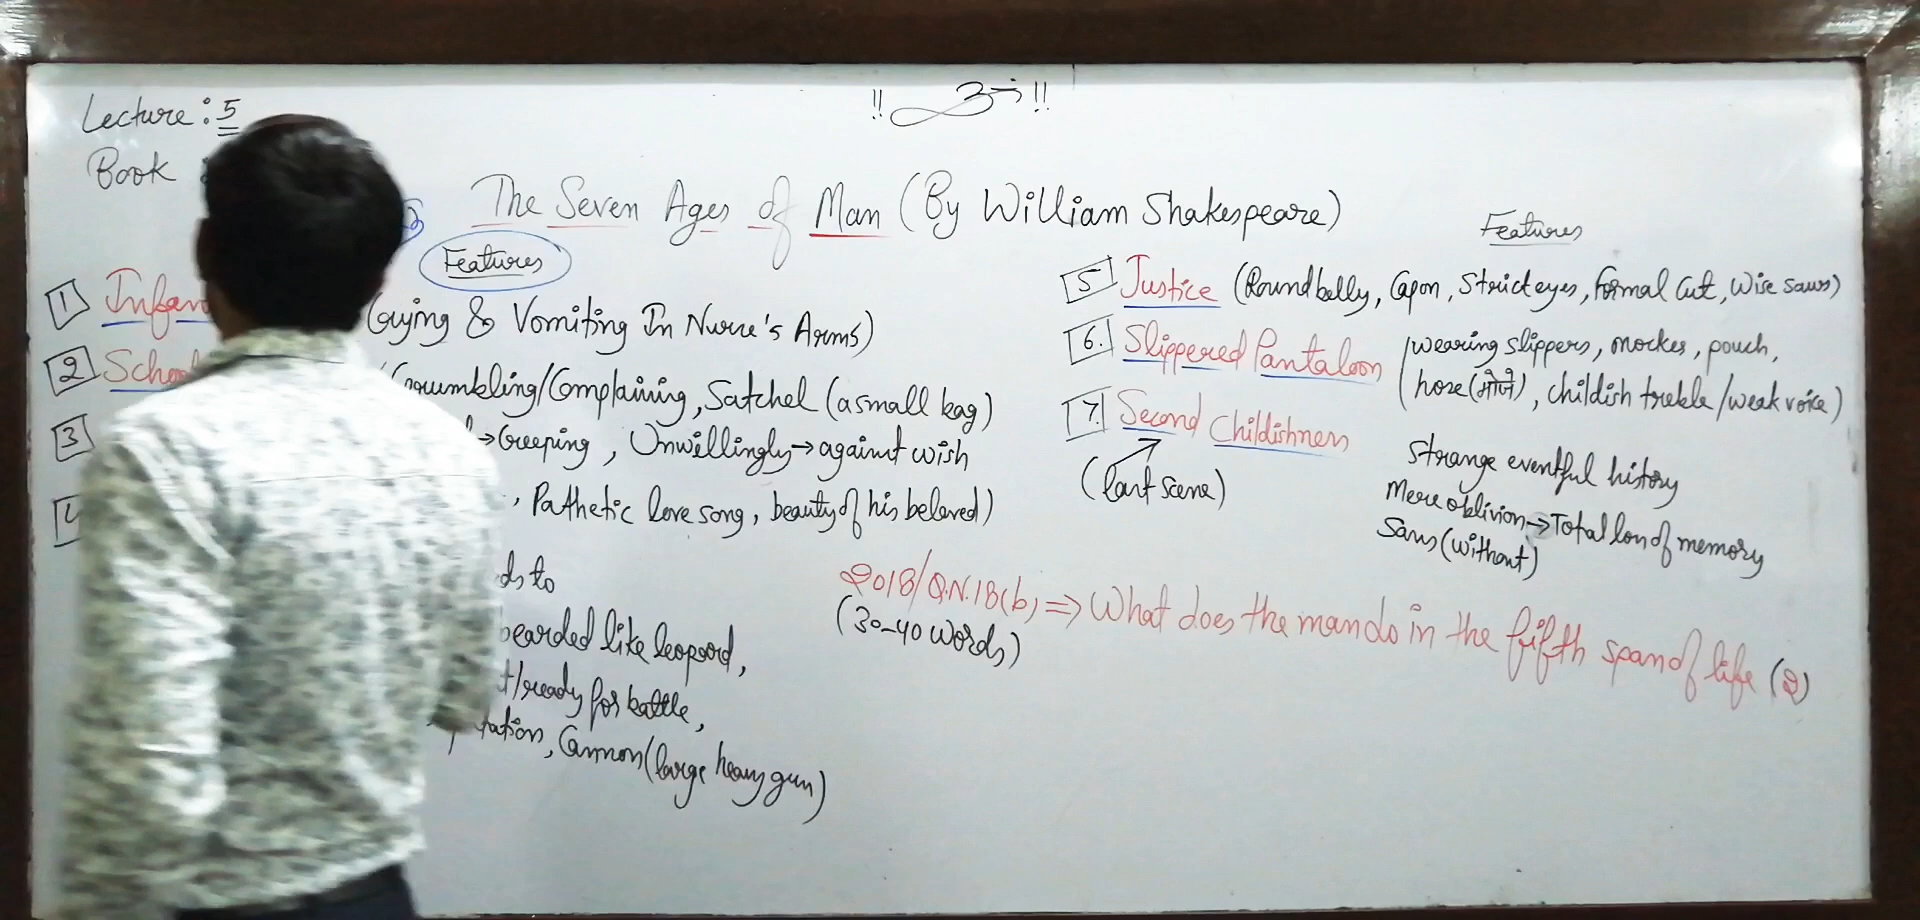 Lecture: 5
Book
The Seven Ages of Man (By William Shakespeare)
Features
1 Infan
Crying & Vomiting In Nurse's Arms)
2 Schoo
Grumbling/Complaining, Satchel (a small bag)
3
→ Creeping, Unwillingly → against wish
4
, Pathetic love song, beauty of his beloved)
ds to
bearded like leopard,
t/ready for battle,
tation, Cannon (large heavy gun)
Features
5 Justice (Round belly, Capon, Strict eyes, Formal Cut, Wise saws)
6. Slippered Pantaloon (wearing slippers, pouch,
hose (मोजे), childish treble/weak voice)
7. Second Childishness
(last scene)
Strange eventful history
Mere oblivion → Total loss of memory
Sans (without)
2018/Q.N.18(b) ⇒ What does the man do in the fifth span of life (2)
(30-40 words)